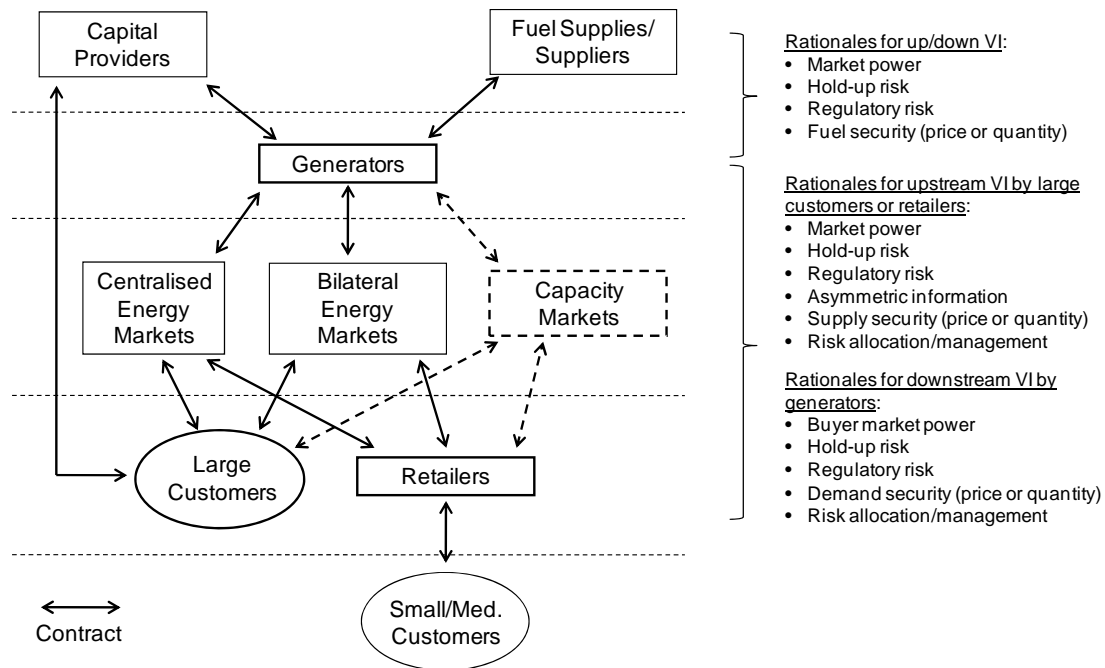 Capital
Providers
Fuel Supplies/
Suppliers
Generators
Centralised
Energy
Markets
Bilateral
Energy
Markets
Capacity
Markets
Large
Customers
Retailers
Small/Med.
Customers
Contract
Rationales for up/down VI:
• Market power
• Hold-up risk
• Regulatory risk
• Fuel security (price or quantity)
Rationales for upstream VI by large
customers or retailers:
• Market power
• Hold-up risk
• Regulatory risk
• Asymmetric information
• Supply security (price or quantity)
• Risk allocation/management
Rationales for downstream VI by
generators:
• Buyer market power
• Hold-up risk
• Regulatory risk
• Demand security (price or quantity)
• Risk allocation/management